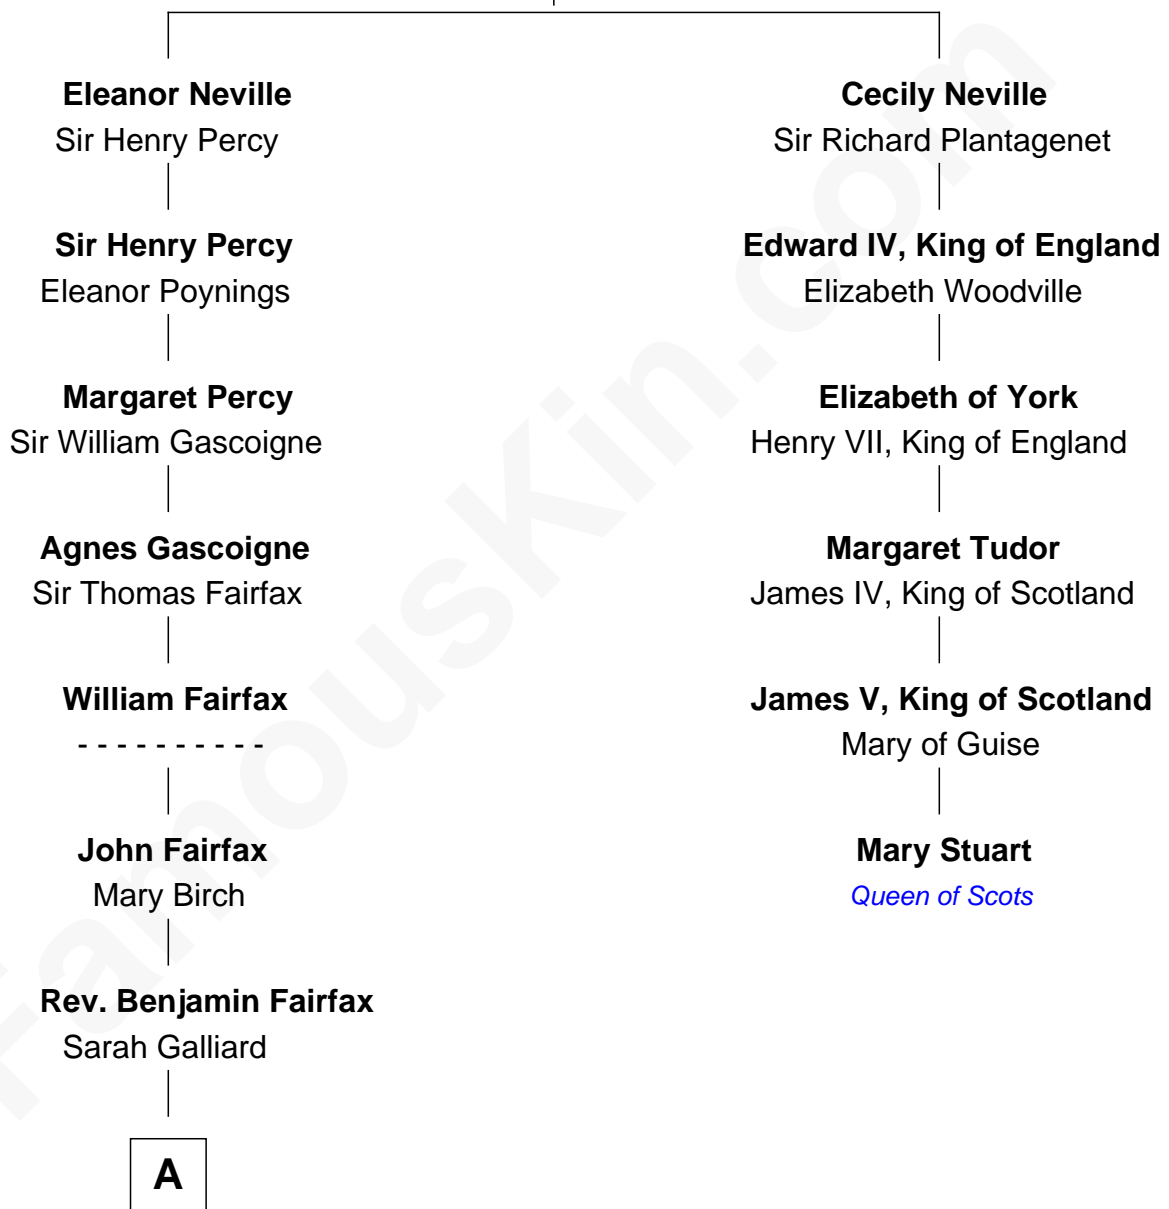 Eleanor Neville
Sir Henry Percy
Cecily Neville
Sir Richard Plantagenet
Sir Henry Percy
Eleanor Poynings
Edward IV, King of England
Elizabeth Woodville
Margaret Percy
Sir William Gascoigne
Elizabeth of York
Henry VII, King of England
Agnes Gascoigne
Sir Thomas Fairfax
Margaret Tudor
James IV, King of Scotland
William Fairfax
- - - - - - - - - -
James V, King of Scotland
Mary of Guise
John Fairfax
Mary Birch
Mary Stuart
Queen of Scots
Rev. Benjamin Fairfax
Sarah Galliard
A
FamousKin.com